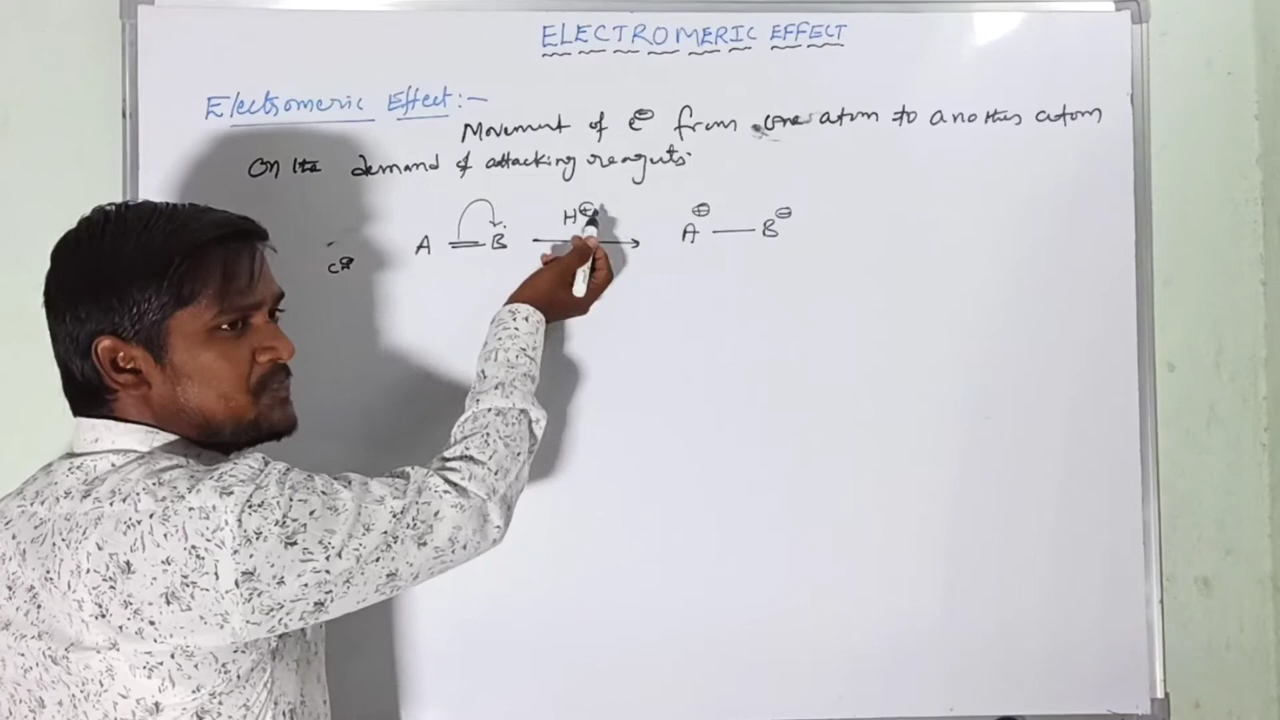 ELECTROMERIC EFFECT
Electromeric Effect:-
Movement of e⊖ from one atom to another atom
On the demand of attacking reagents.
A = B H⊕ → A⊕ — B⊖